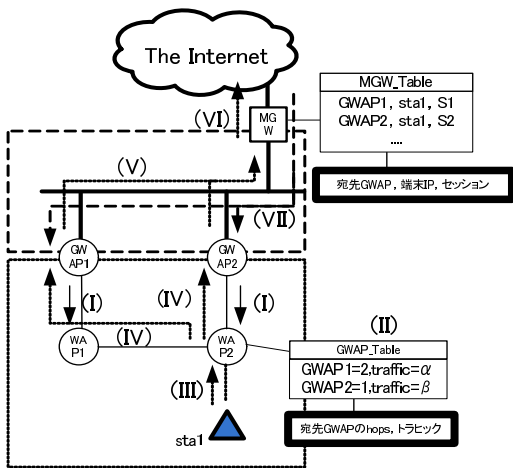 The Internet
MG
W
(VI)
MGW_Table
GWAP1, sta1, S1
GWAP2, sta1, S2
....
宛先GWAP, 端末IP, セッション
(V)
(VII)
GW
AP1
GW
AP2
(I)
(IV)
(I)
(IV)
WA
P1
WA
P2
(II)
GWAP_Table
GWAP1=2,traffic=α
GWAP2=1,traffic=β
宛先GWAPのhops, トラヒック
(III)
sta1